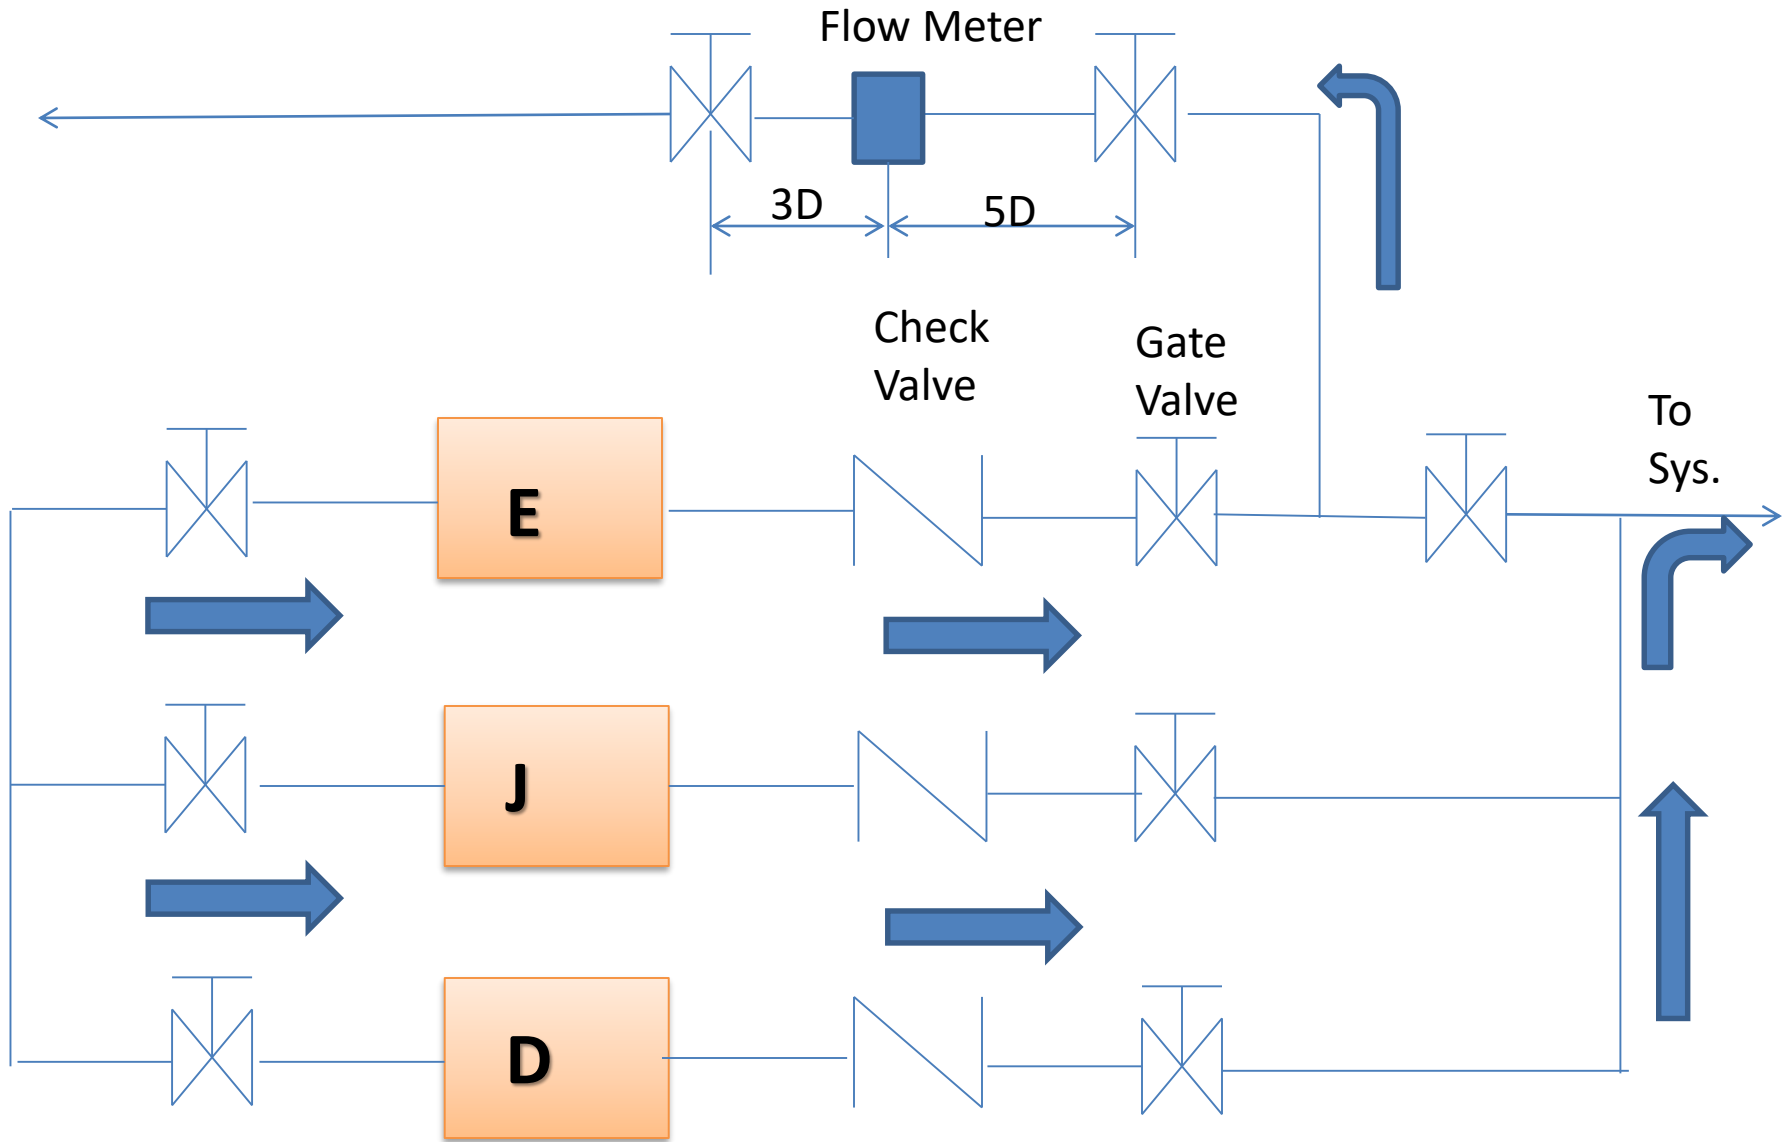 Flow Meter
3D
5D
Check
Valve
Gate
Valve
To
Sys.
E
J
D